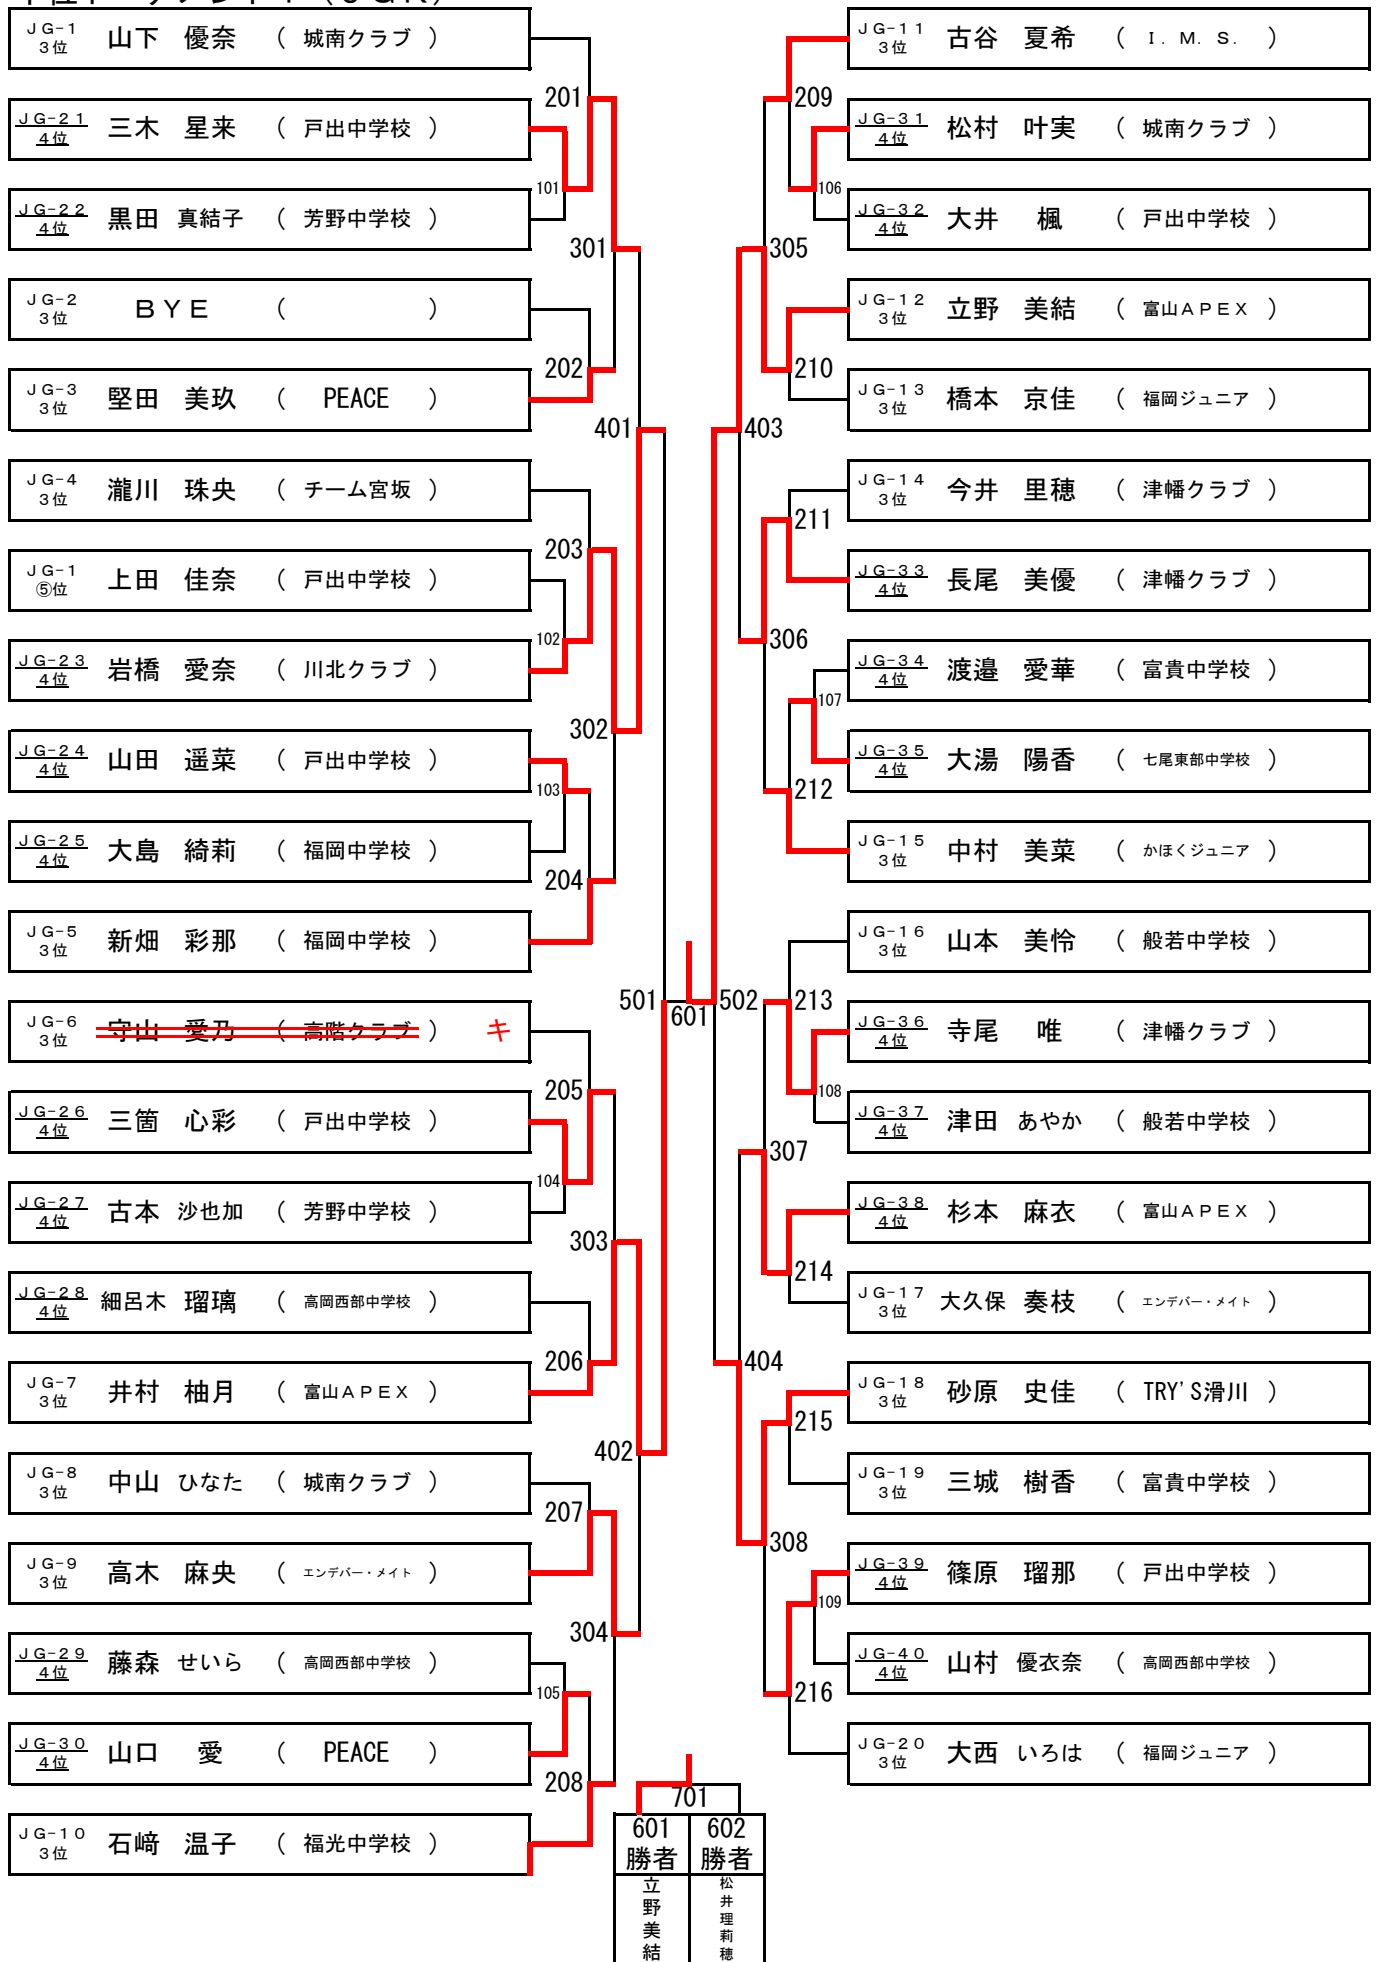 JG-1 3位 山下 優奈 ( 城南クラブ )
201
JG-21 4位 三木 星来 ( 戸出中学校 )
101
JG-22 4位 黒田 真結子 ( 芳野中学校 )
301
JG-2 3位 BYE ( )
202
JG-3 3位 堅田 美玖 ( PEACE )
401
JG-4 3位 瀧川 珠央 ( チーム宮坂 )
203
JG-1 ⑤位 上田 佳奈 ( 戸出中学校 )
102
JG-23 4位 岩橋 愛奈 ( 川北クラブ )
302
JG-24 4位 山田 遥菜 ( 戸出中学校 )
103
JG-25 4位 大島 綺莉 ( 福岡中学校 )
204
JG-5 3位 新畑 彩那 ( 福岡中学校 )
501
JG-6 3位 守山 愛乃 ( 高階クラブ ) キ
205
JG-26 4位 三箇 心彩 ( 戸出中学校 )
104
JG-27 4位 古本 沙也加 ( 芳野中学校 )
303
JG-28 4位 細呂木 瑠璃 ( 高岡西部中学校 )
206
JG-7 3位 井村 柚月 ( 富山APEX )
402
JG-8 3位 中山 ひなた ( 城南クラブ )
207
JG-9 3位 高木 麻央 ( エンデバー・メイト )
304
JG-29 4位 藤森 せいら ( 高岡西部中学校 )
105
JG-30 4位 山口 愛 ( PEACE )
208
JG-10 3位 石﨑 温子 ( 福光中学校 )
JG-11 3位 古谷 夏希 ( I.M.S. )
209
JG-31 4位 松村 叶実 ( 城南クラブ )
106
JG-32 4位 大井 楓 ( 戸出中学校 )
305
JG-12 3位 立野 美結 ( 富山APEX )
210
JG-13 3位 橋本 京佳 ( 福岡ジュニア )
403
JG-14 3位 今井 里穂 ( 津幡クラブ )
211
JG-33 4位 長尾 美優 ( 津幡クラブ )
306
JG-34 4位 渡邉 愛華 ( 富貴中学校 )
107
JG-35 4位 大湯 陽香 ( 七尾東部中学校 )
212
JG-15 3位 中村 美菜 ( かほくジュニア )
JG-16 3位 山本 美怜 ( 般若中学校 )
601
502
213
JG-36 4位 寺尾 唯 ( 津幡クラブ )
108
JG-37 4位 津田 あやか ( 般若中学校 )
307
JG-38 4位 杉本 麻衣 ( 富山APEX )
214
JG-17 3位 大久保 奏枝 ( エンデバー・メイト )
404
JG-18 3位 砂原 史佳 ( TRY'S滑川 )
215
JG-19 3位 三城 樹香 ( 富貴中学校 )
308
JG-39 4位 篠原 瑠那 ( 戸出中学校 )
109
JG-40 4位 山村 優衣奈 ( 高岡西部中学校 )
216
JG-20 3位 大西 いろは ( 福岡ジュニア )
701
601 602
勝者 勝者
立野美結
松井理莉穂